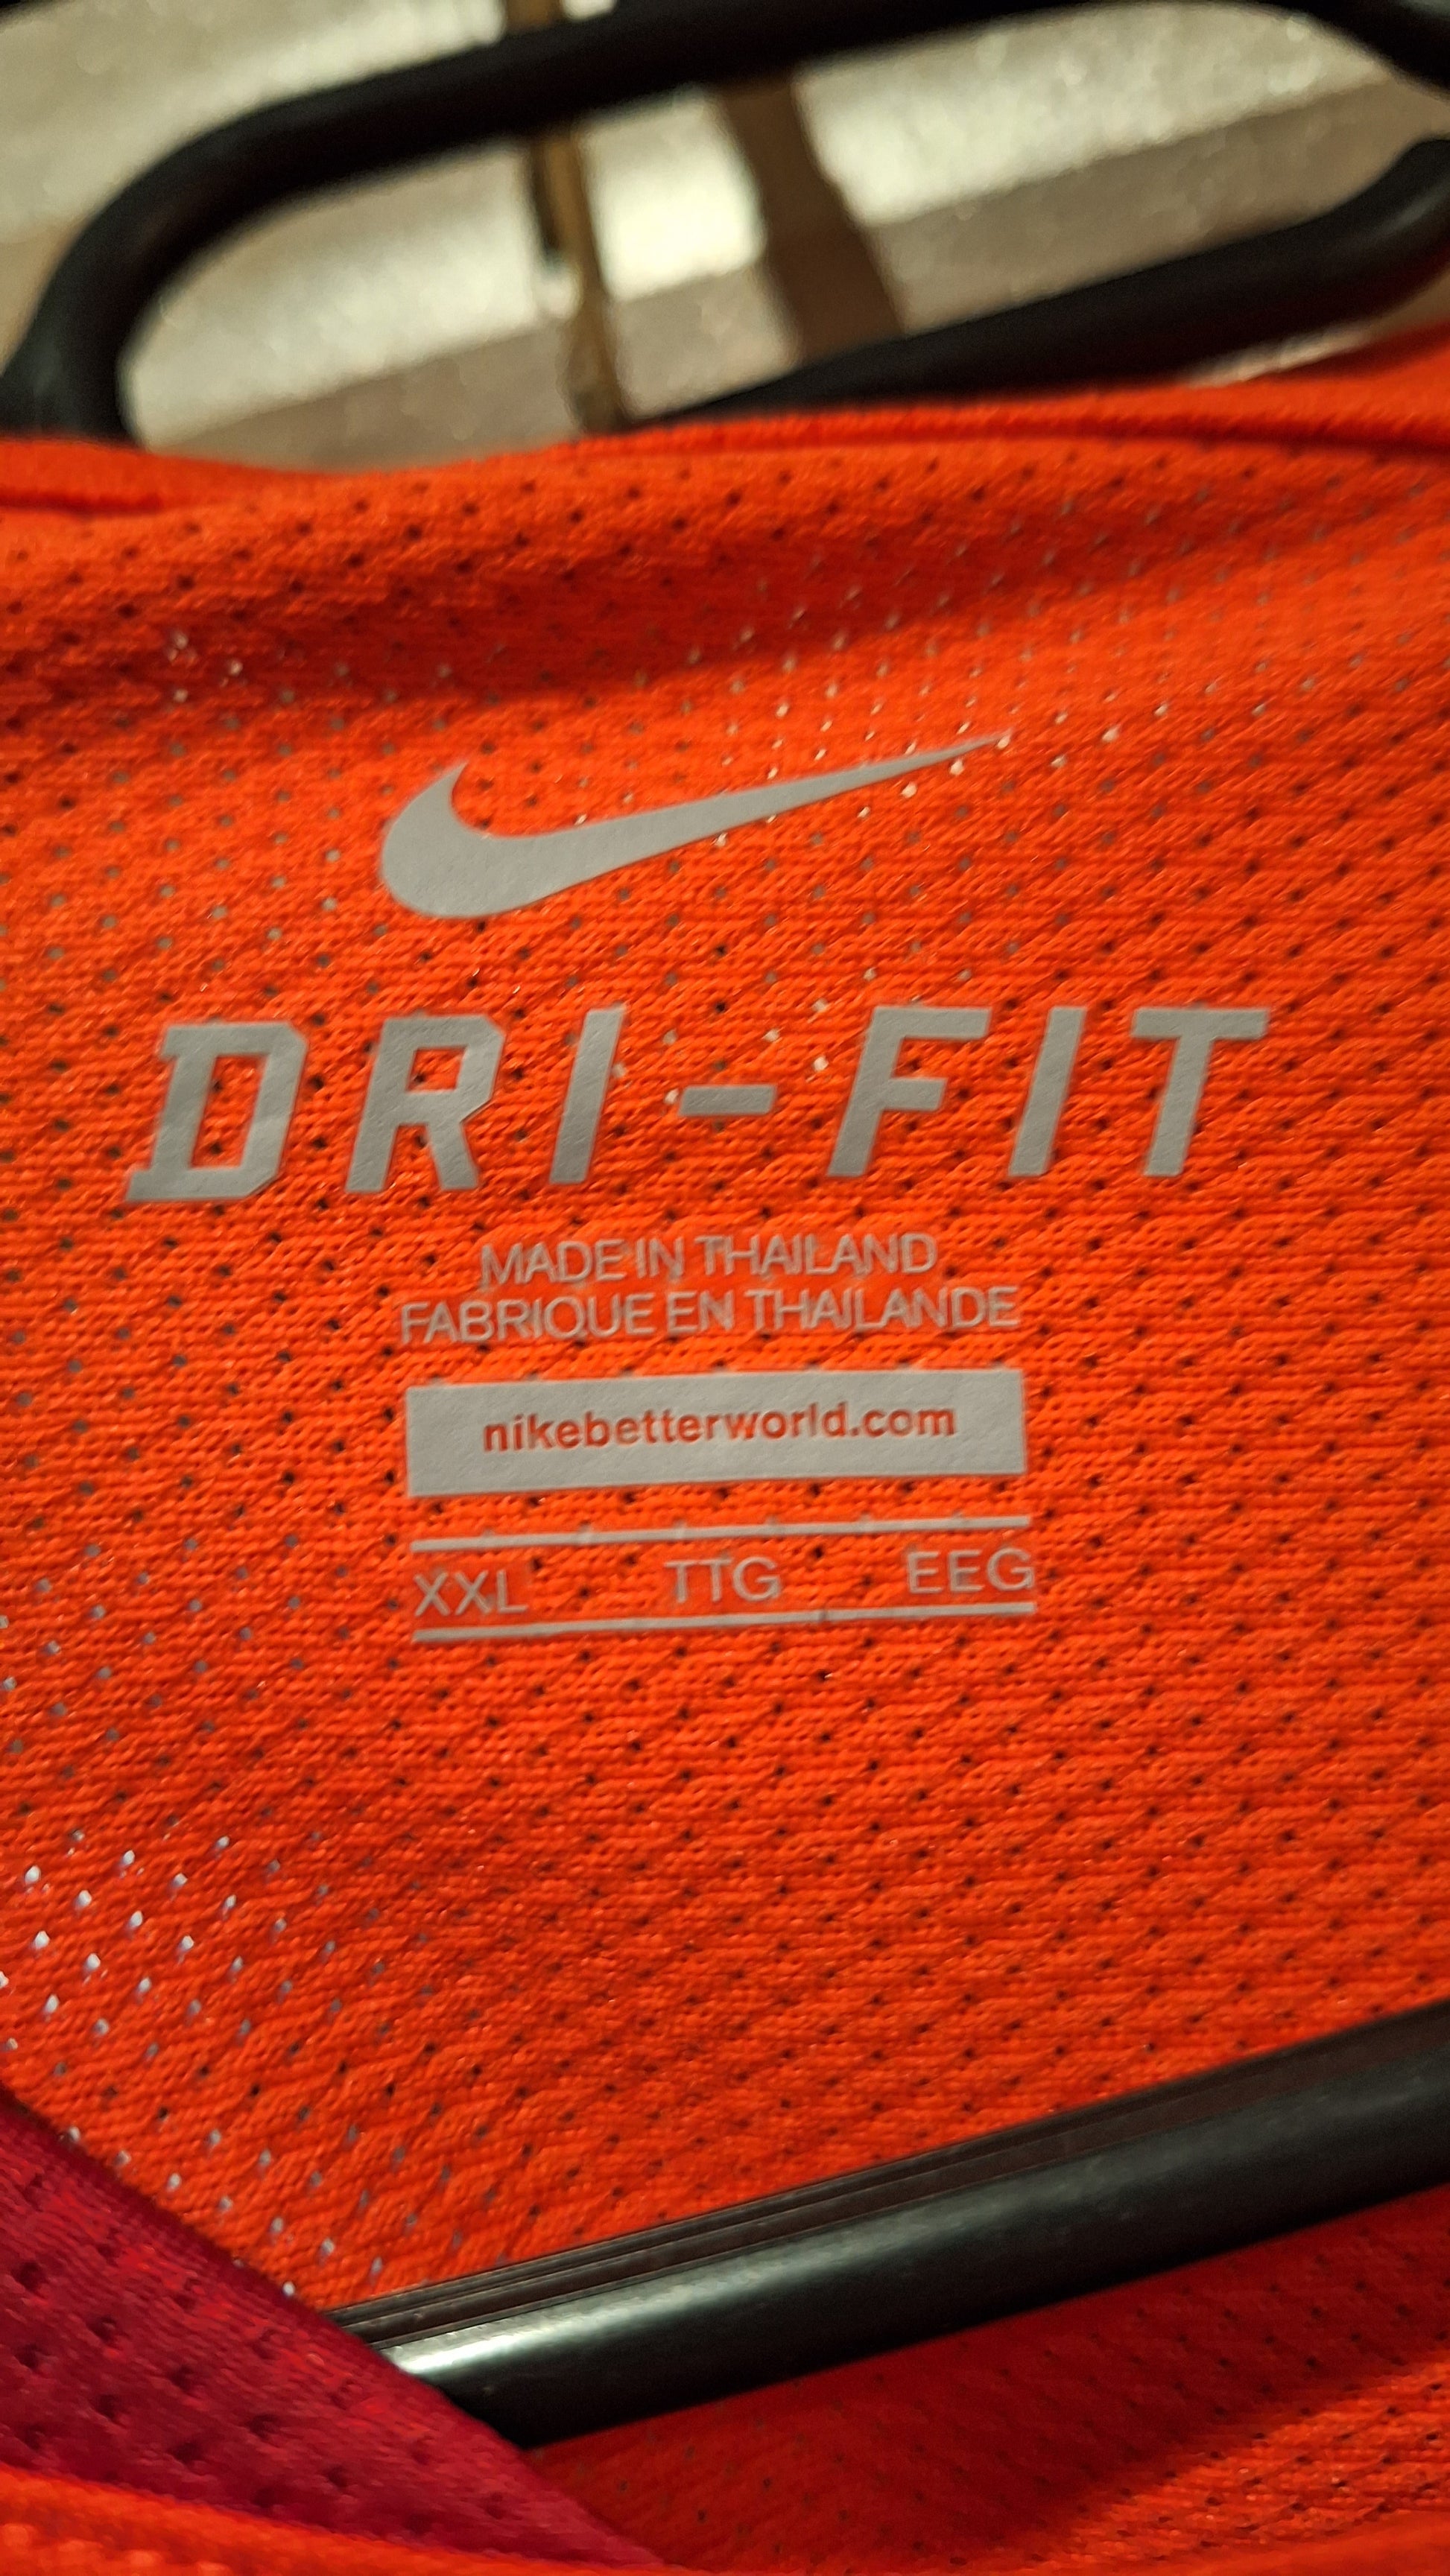 DRI-FIT
MADE IN THAILAND
FABRIQUE EN THAILANDE
nikebetterworld.com
XXL TTG EEG